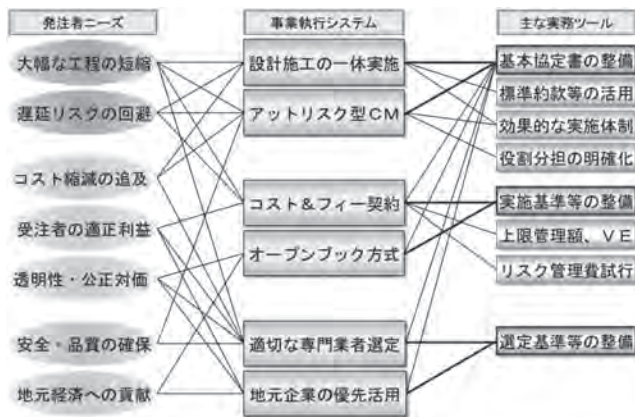 発注者ニーズ
大幅な工程の短縮
遅延リスクの回避
コスト縮減の追及
受注者の適正利益
透明性・公正対価
安全・品質の確保
地元経済への貢献
事業執行システム
設計施工の一体実施
アットリスク型CM
コスト&フィー契約
オープンブック方式
適切な専門業者選定
地元企業の優先活用
主な実務ツール
基本協定書の整備
標準約款等の活用
効果的な実施体制
役割分担の明確化
実施基準等の整備
上限管理額、VE
リスク管理費試行
選定基準等の整備